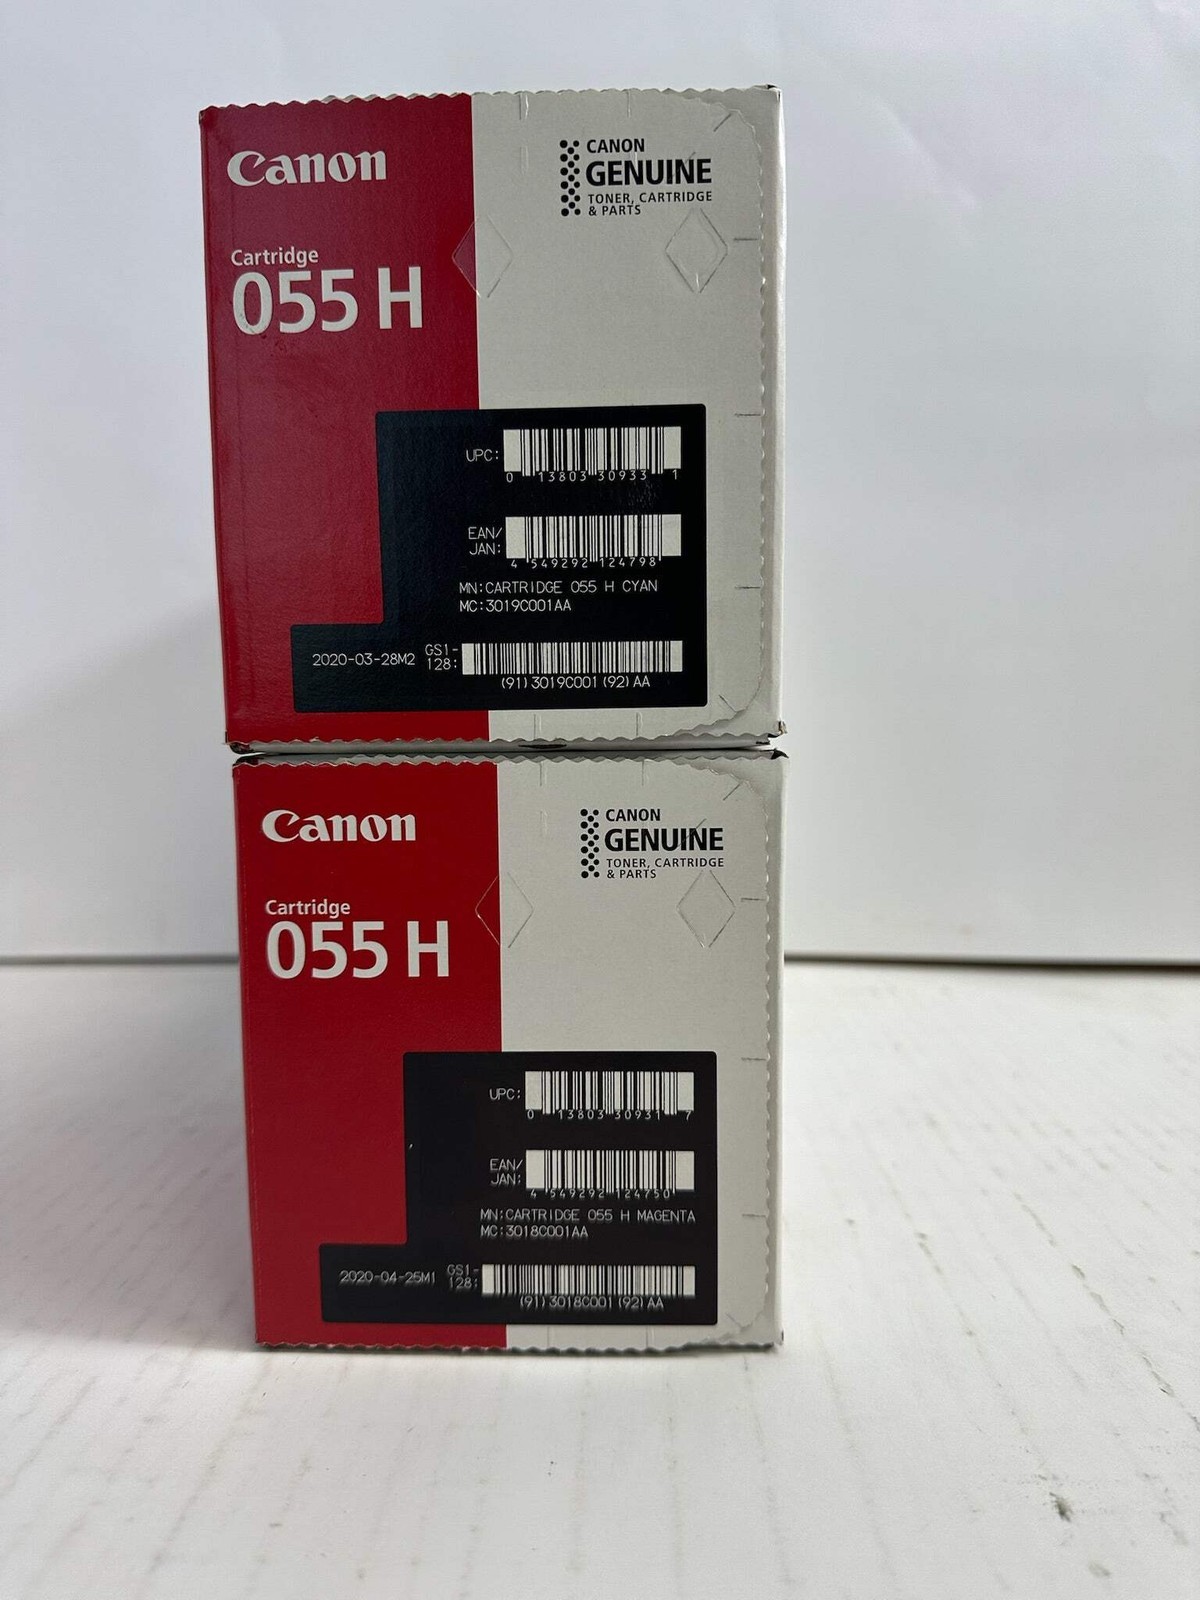 Canon
CANON
GENUINE
TONER, CARTRIDGE
& PARTS
Cartridge
055 H
UPC:
0 13803 30933 1
EAN/
JAN:
4 549292 124798
MN:CARTRIDGE 055 H CYAN
MC:3019C001AA
2020-03-28M2 GS1-
128:
(91)3019C001(92)AA
Canon
CANON
GENUINE
TONER, CARTRIDGE
& PARTS
Cartridge
055 H
UPC:
0 13803 30931 7
EAN/
JAN:
4 549292 124750
MN:CARTRIDGE 055 H MAGENTA
MC:3018C001AA
2020-04-25M1 GS1-
128:
(91)3018C001(92)AA